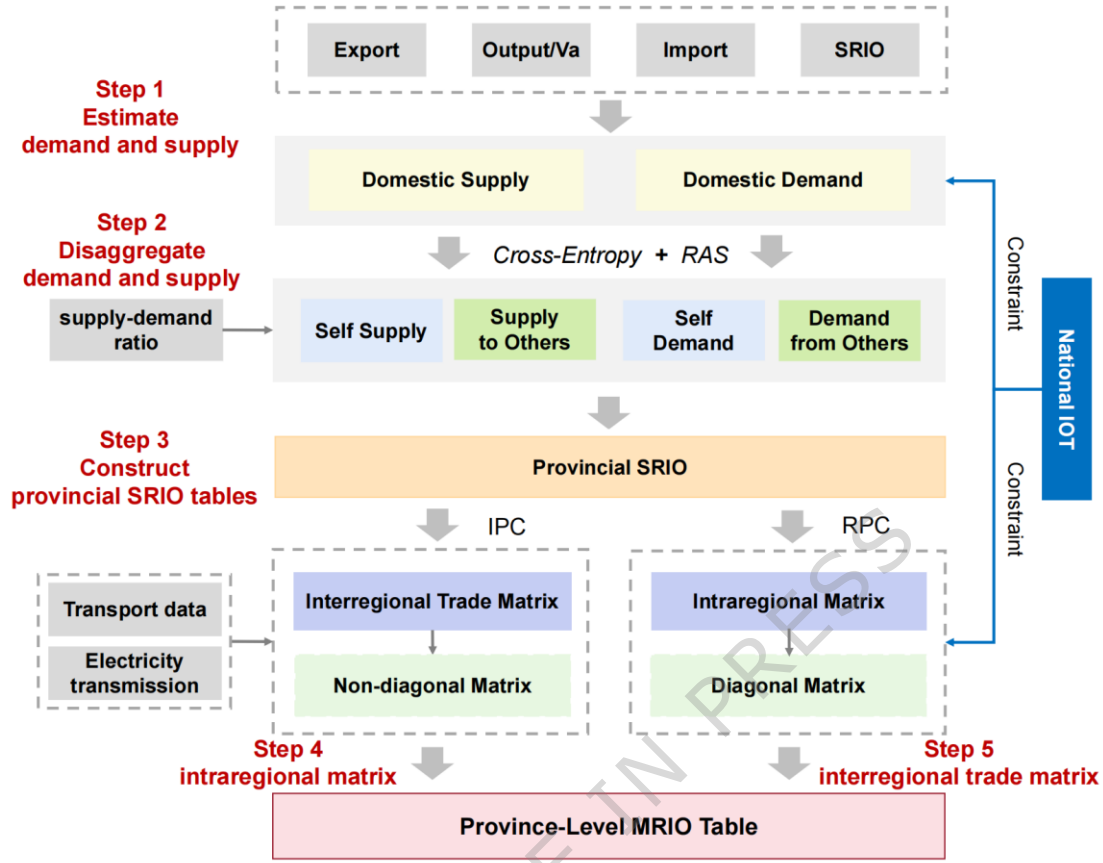 Export
Output/Va
Import
SRIO
Step 1
Estimate
demand and supply
Domestic Supply
Domestic Demand
Step 2
Disaggregate
demand and supply
Cross-Entropy + RAS
supply-demand
ratio
Self Supply
Supply
to Others
Self
Demand
Demand
from Others
Constraint
National IOT
Constraint
Step 3
Construct
provincial SRIO tables
Provincial SRIO
IPC
RPC
Transport data
Electricity
transmission
Interregional Trade Matrix
Intraregional Matrix
Non-diagonal Matrix
Diagonal Matrix
Step 4
intraregional matrix
Step 5
interregional trade matrix
Province-Level MRIO Table
IN PRESS